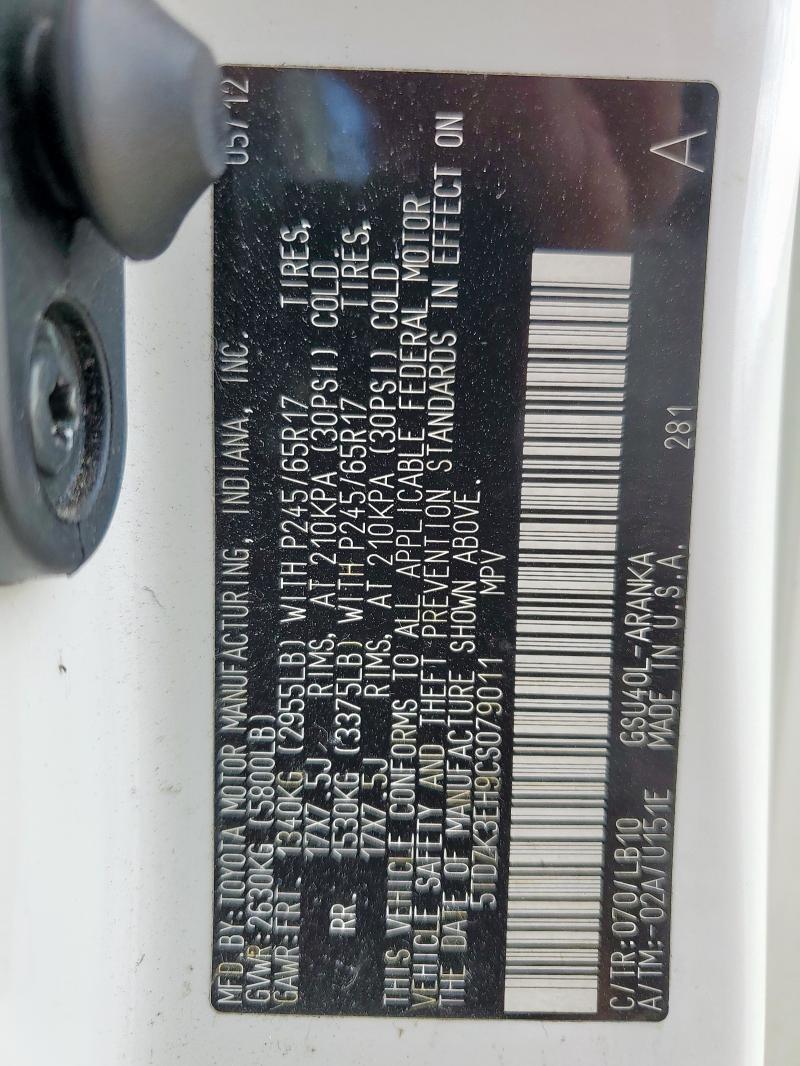 MFD.BY:TOYOTA MOTOR MANUFACTURING, INDIANA, INC. 05/12
GVWR:2630KG(5800LB)
GAWR:FRT. 1340KG(2955LB) WITH P245/65R17 TIRES,
17X7.5J RIMS, AT 210KPA (30PSI) COLD
RR. 1530KG(3375LB) WITH P245/65R17 TIRES,
17X7.5J RIMS, AT 210KPA (30PSI) COLD.
THIS VEHICLE CONFORMS TO ALL APPLICABLE FEDERAL MOTOR
VEHICLE SAFETY AND THEFT PREVENTION STANDARDS IN EFFECT ON
THE DATE OF MANUFACTURE SHOWN ABOVE.
5TDZK3EH9CS079011 MPV
C/TR:070/LB10 GSU40L-ARANKA 281 A
A/TM:-02A/U151E MADE IN U.S.A.